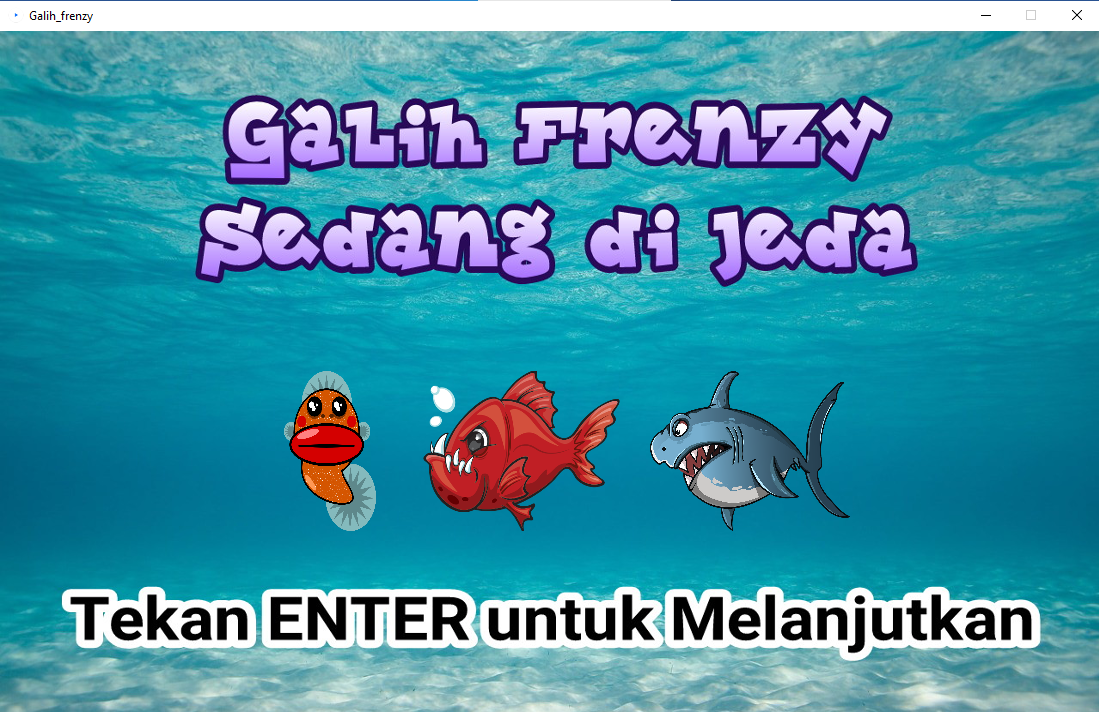 Galih_frenzy
Galih Frenzy
Sedang di Jeda
Tekan ENTER untuk Melanjutkan